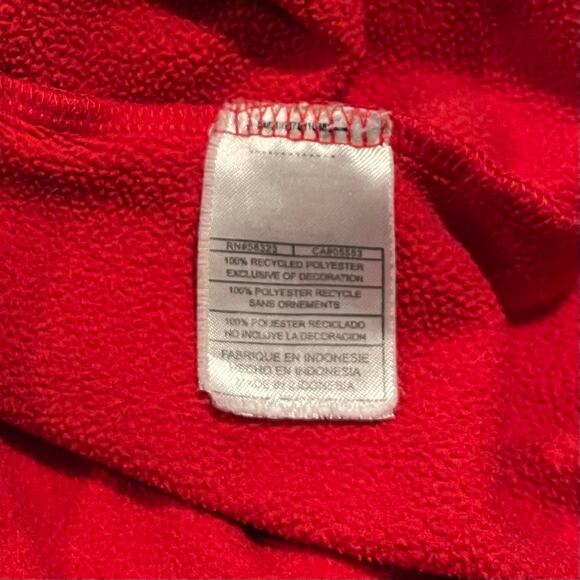 RN#56323 CA#05553
100% RECYCLED POLYESTER
EXCLUSIVE OF DECORATION
100% POLYESTER RECYCLE
SANS ORNEMENTS
100% POLIESTER RECICLADO
NO INCLUYE LA DECORACION
FABRIQUE EN INDONESIE
HECHO EN INDONESIA
MADE IN INDONESIA